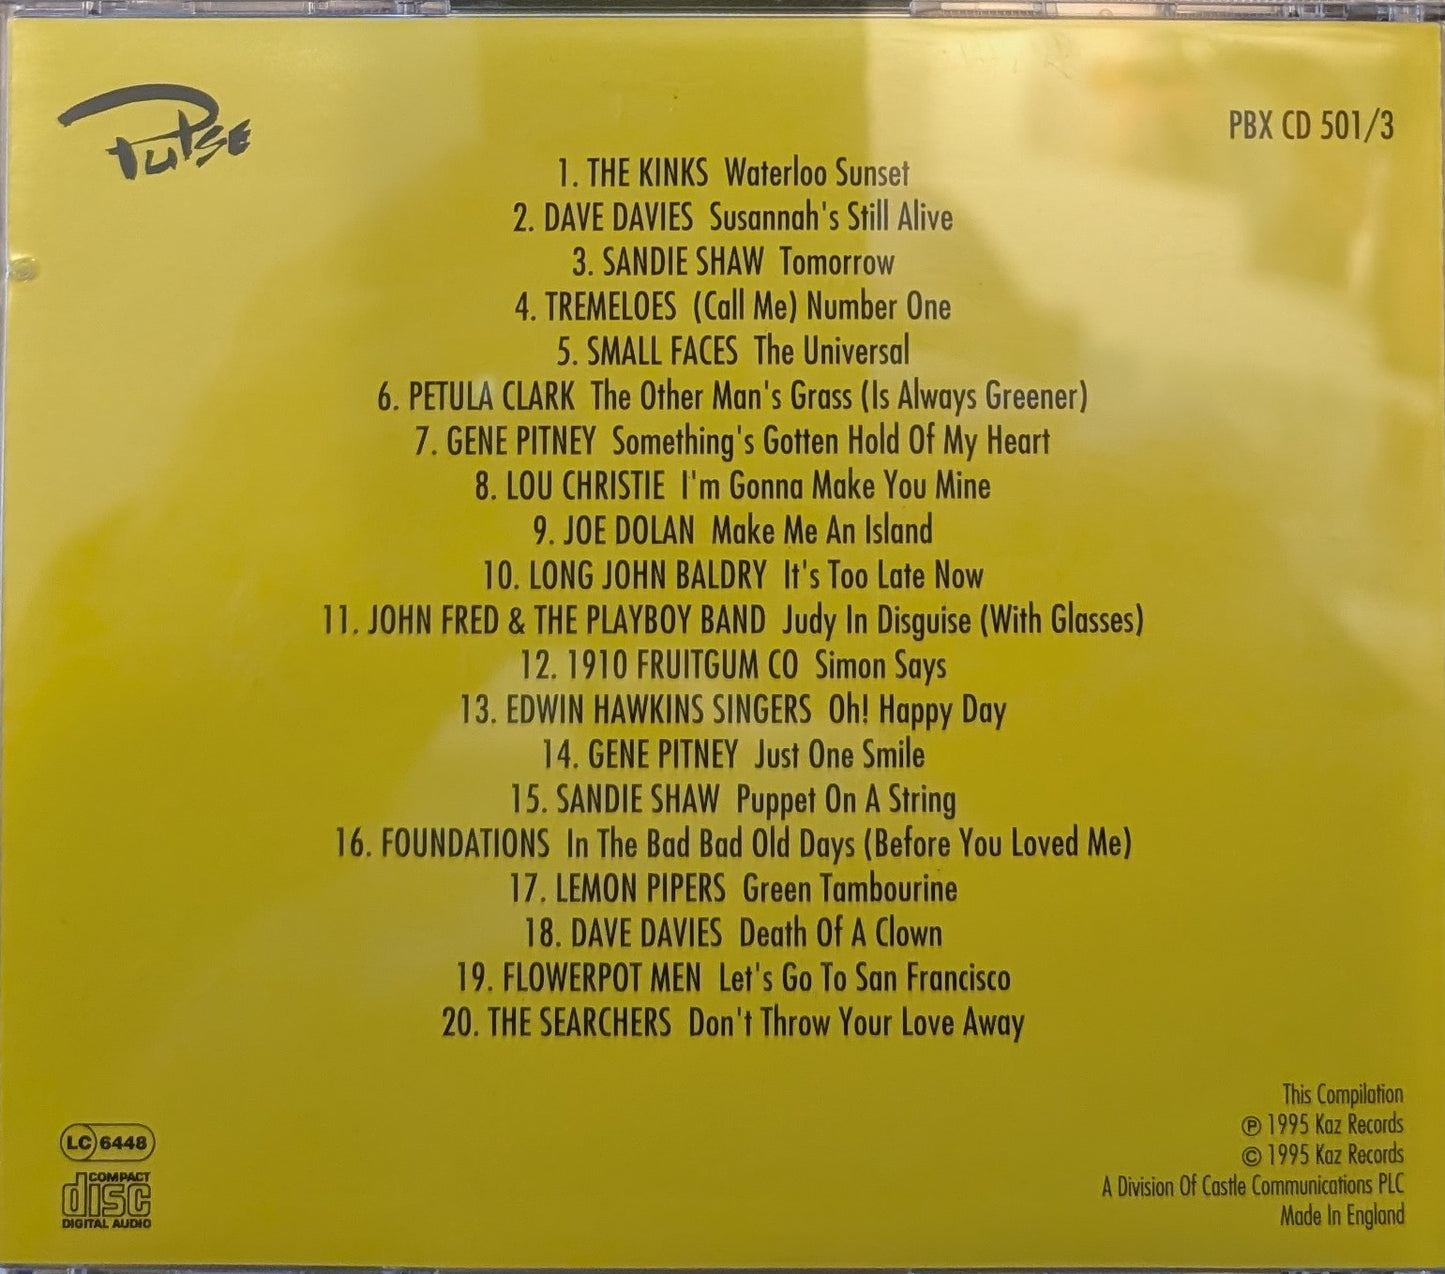 Pulse
PBX CD 501/3
1. THE KINKS Waterloo Sunset
2. DAVE DAVIES Susannah's Still Alive
3. SANDIE SHAW Tomorrow
4. TREMELOES (Call Me) Number One
5. SMALL FACES The Universal
6. PETULA CLARK The Other Man's Grass (Is Always Greener)
7. GENE PITNEY Something's Gotten Hold Of My Heart
8. LOU CHRISTIE I'm Gonna Make You Mine
9. JOE DOLAN Make Me An Island
10. LONG JOHN BALDRY It's Too Late Now
11. JOHN FRED & THE PLAYBOY BAND Judy In Disguise (With Glasses)
12. 1910 FRUITGUM CO Simon Says
13. EDWIN HAWKINS SINGERS Oh! Happy Day
14. GENE PITNEY Just One Smile
15. SANDIE SHAW Puppet On A String
16. FOUNDATIONS In The Bad Bad Old Days (Before You Loved Me)
17. LEMON PIPERS Green Tambourine
18. DAVE DAVIES Death Of A Clown
19. FLOWERPOT MEN Let's Go To San Francisco
20. THE SEARCHERS Don't Throw Your Love Away
This Compilation
℗ 1995 Kaz Records
© 1995 Kaz Records
A Division Of Castle Communications PLC
Made In England
LC 6448
COMPACT
disc
DIGITAL AUDIO